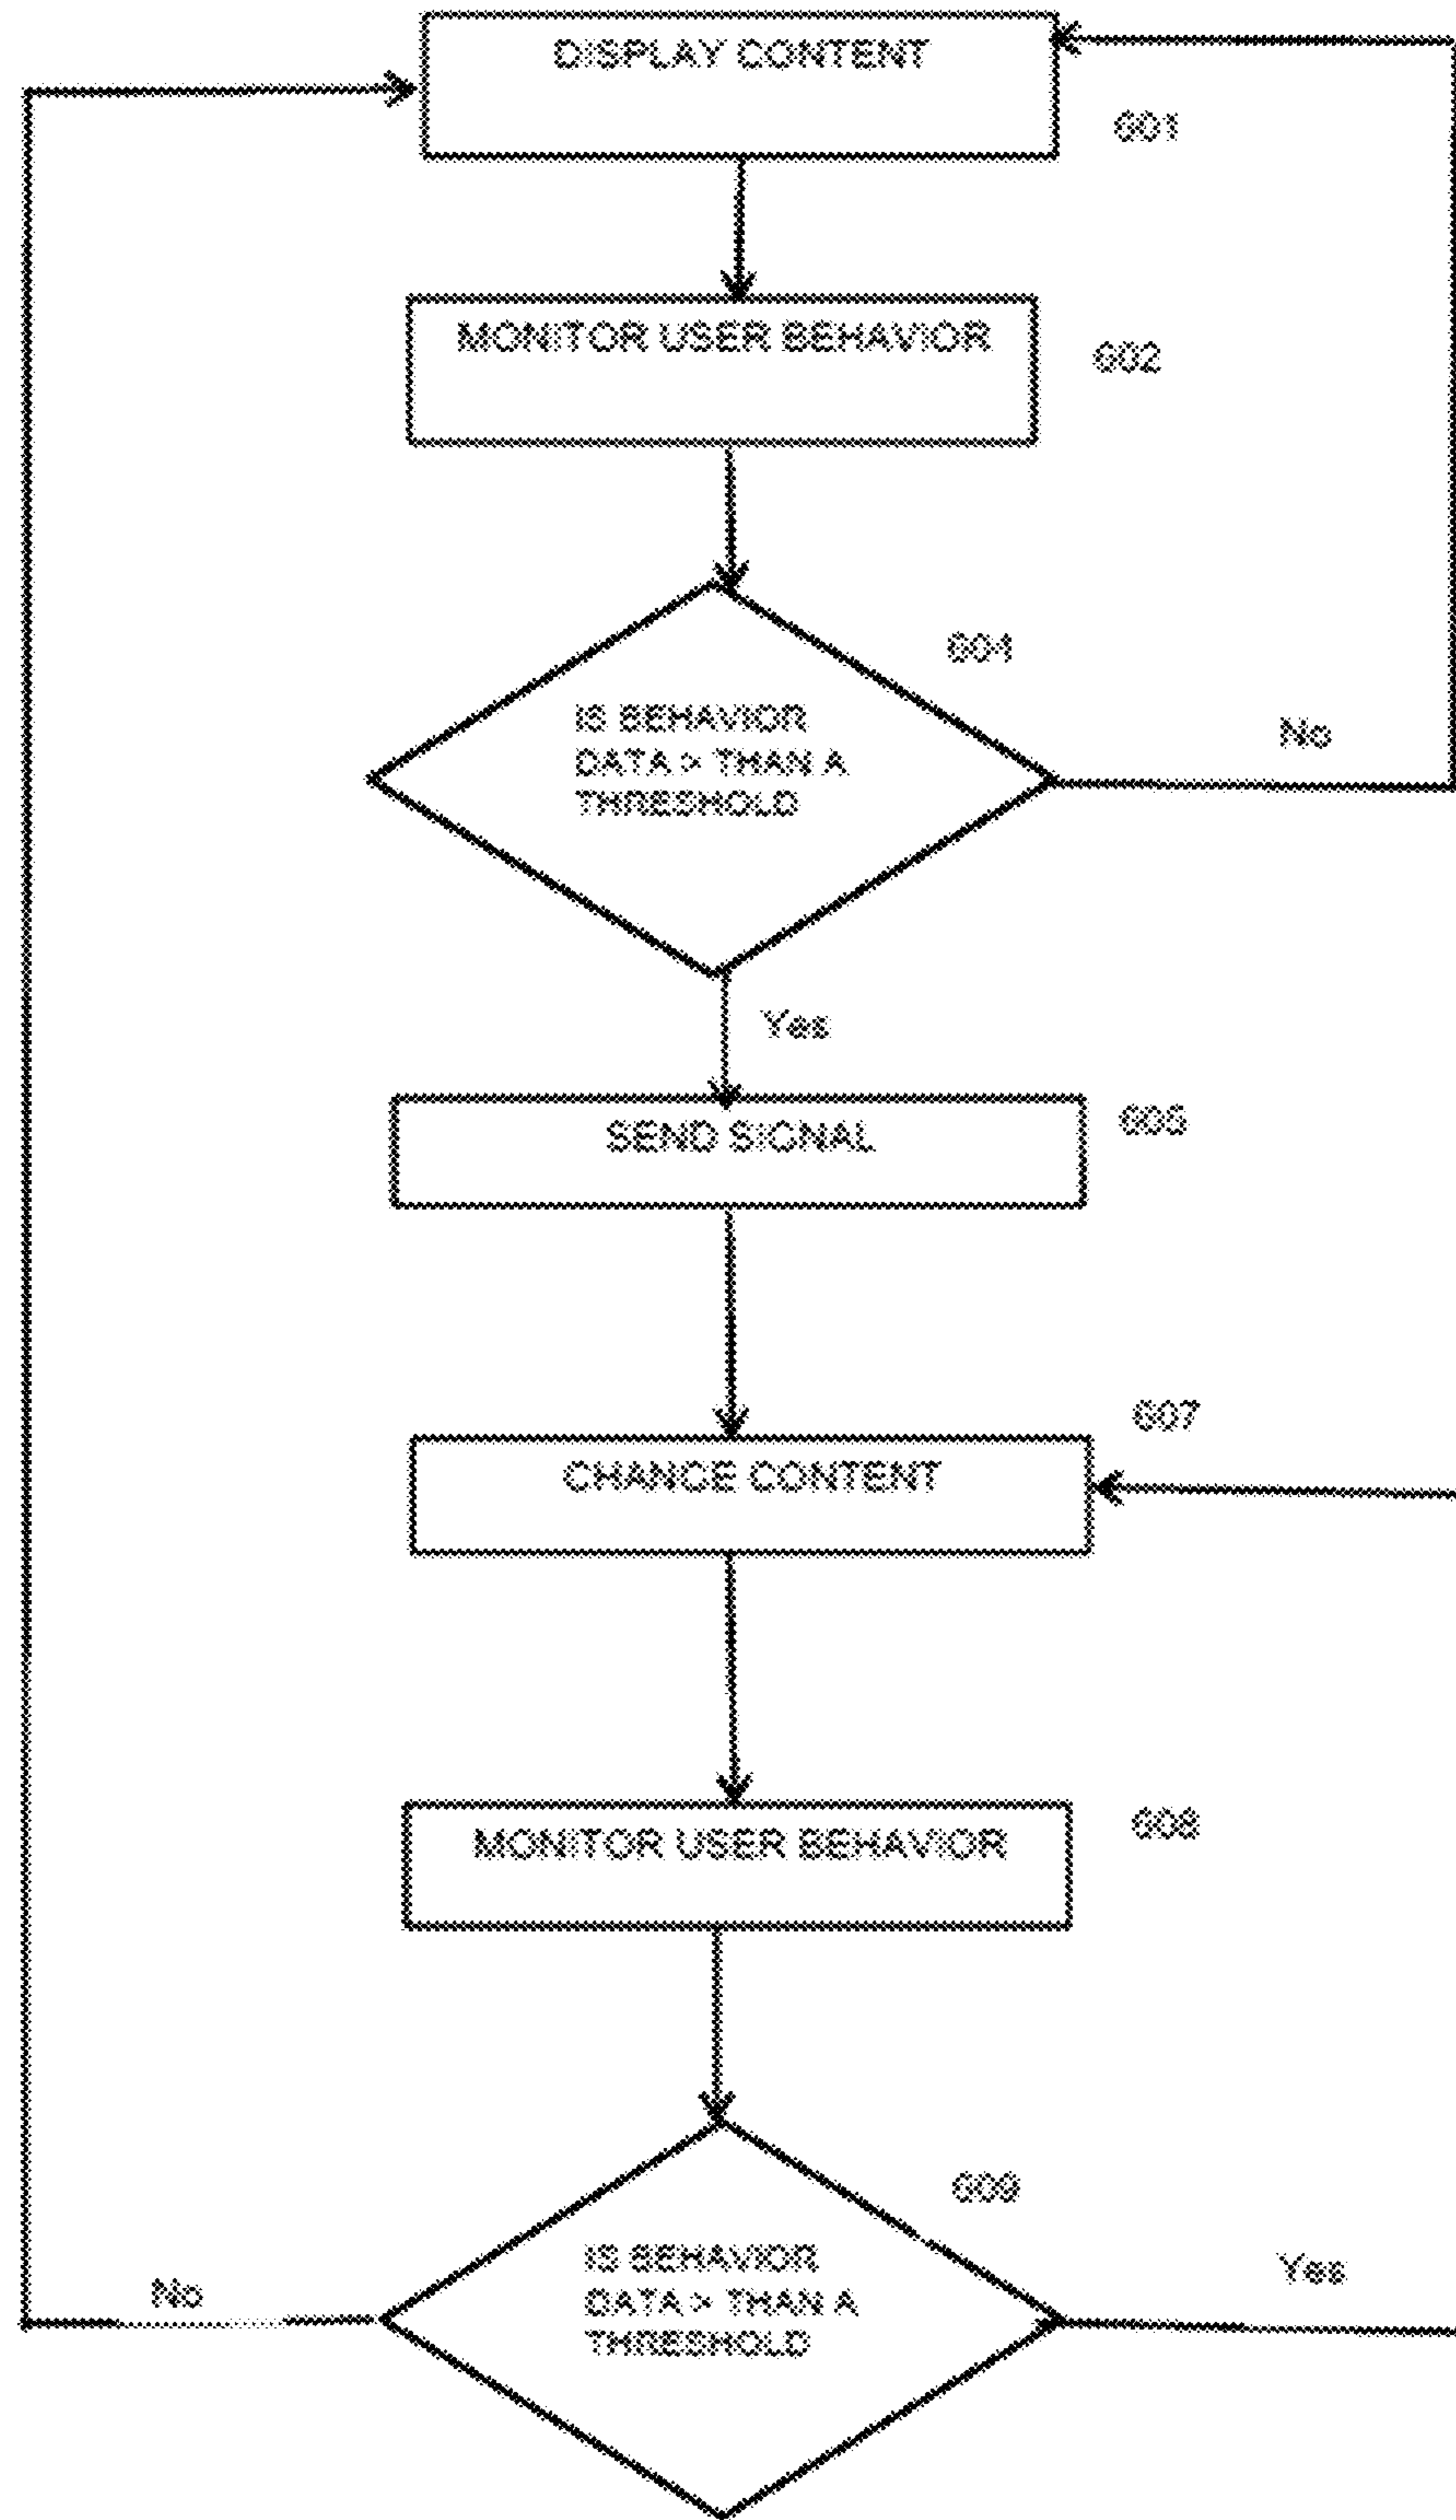 DISPLAY CONTENT
601
MONITOR USER BEHAVIOR
602
604
IS BEHAVIOR
DATA > THAN A
THRESHOLD
No
Yes
SEND SIGNAL
605
607
CHANGE CONTENT
MONITOR USER BEHAVIOR
608
609
IS BEHAVIOR
DATA > THAN A
THRESHOLD
No
Yes